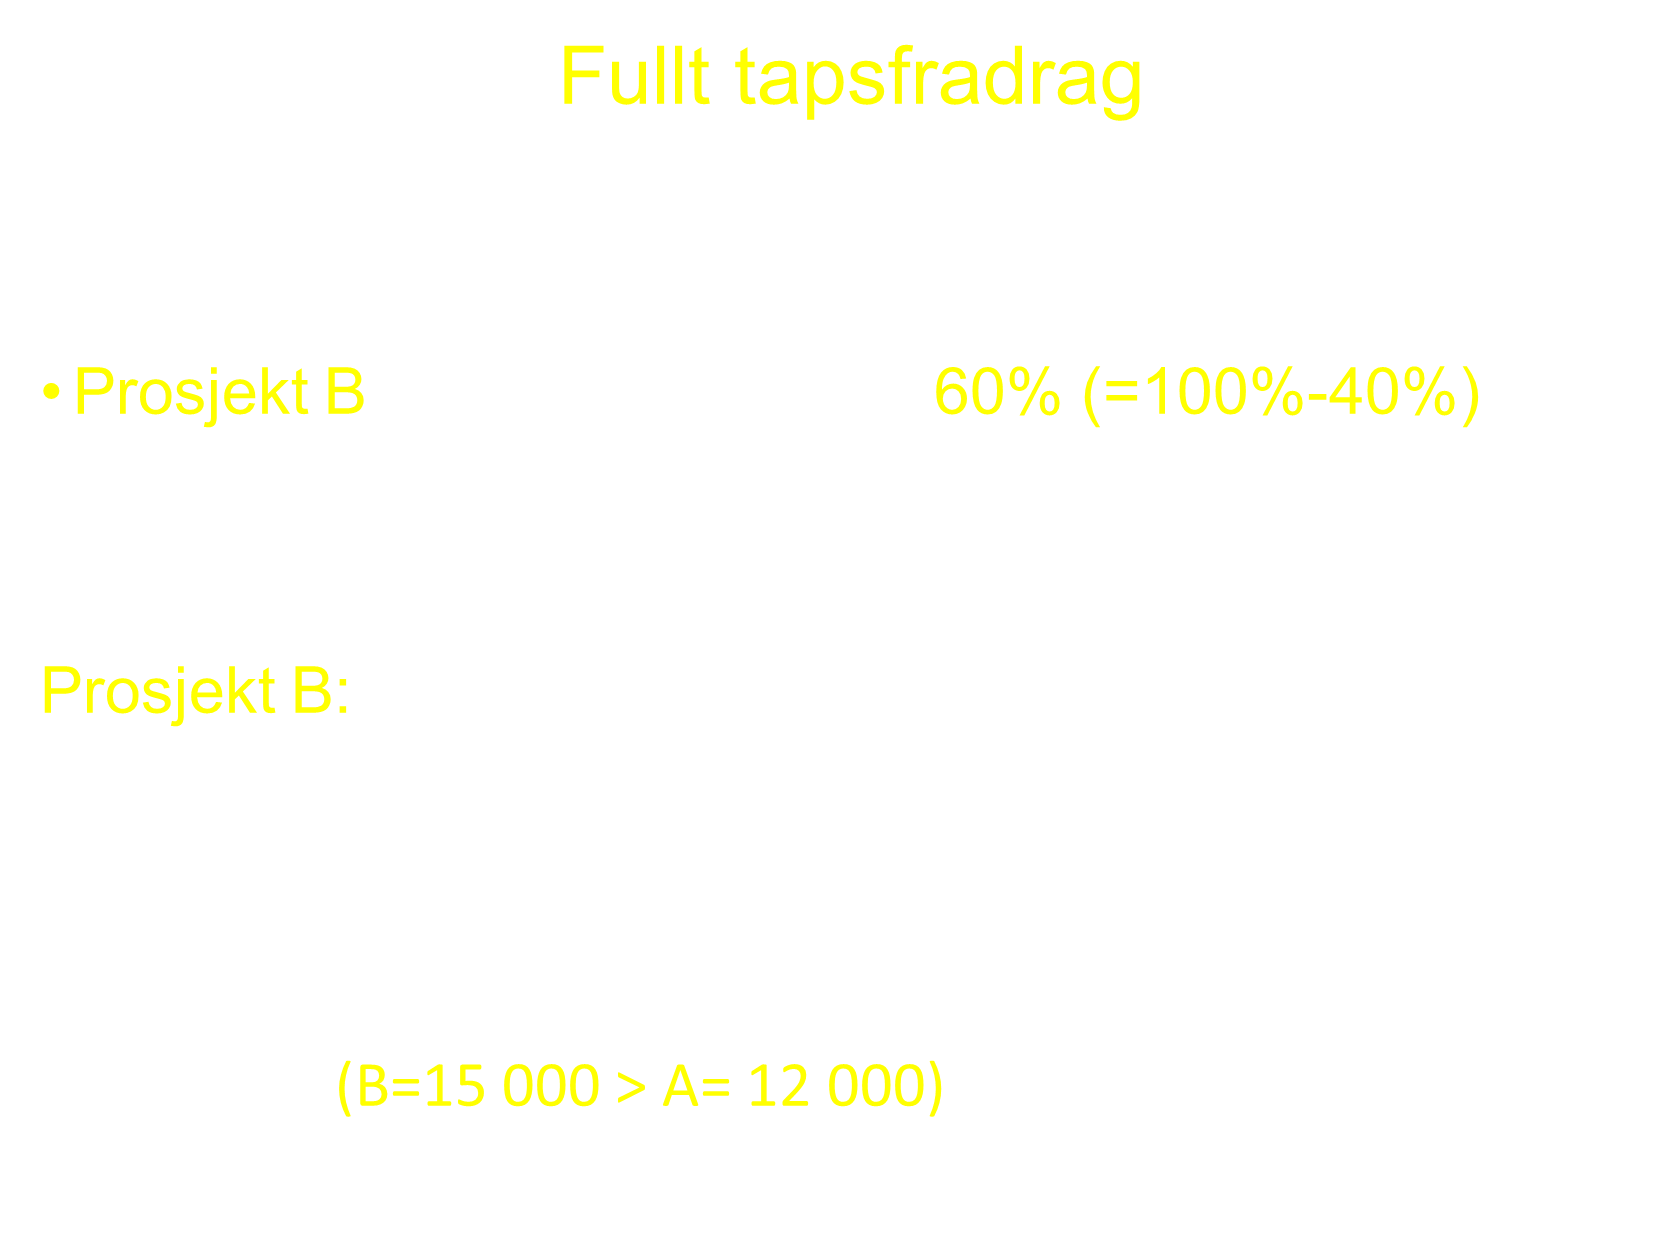 Fullt tapsfradrag
• Prosjekt B 60% (=100%-40%)
Prosjekt B:
(B=15 000 > A= 12 000)